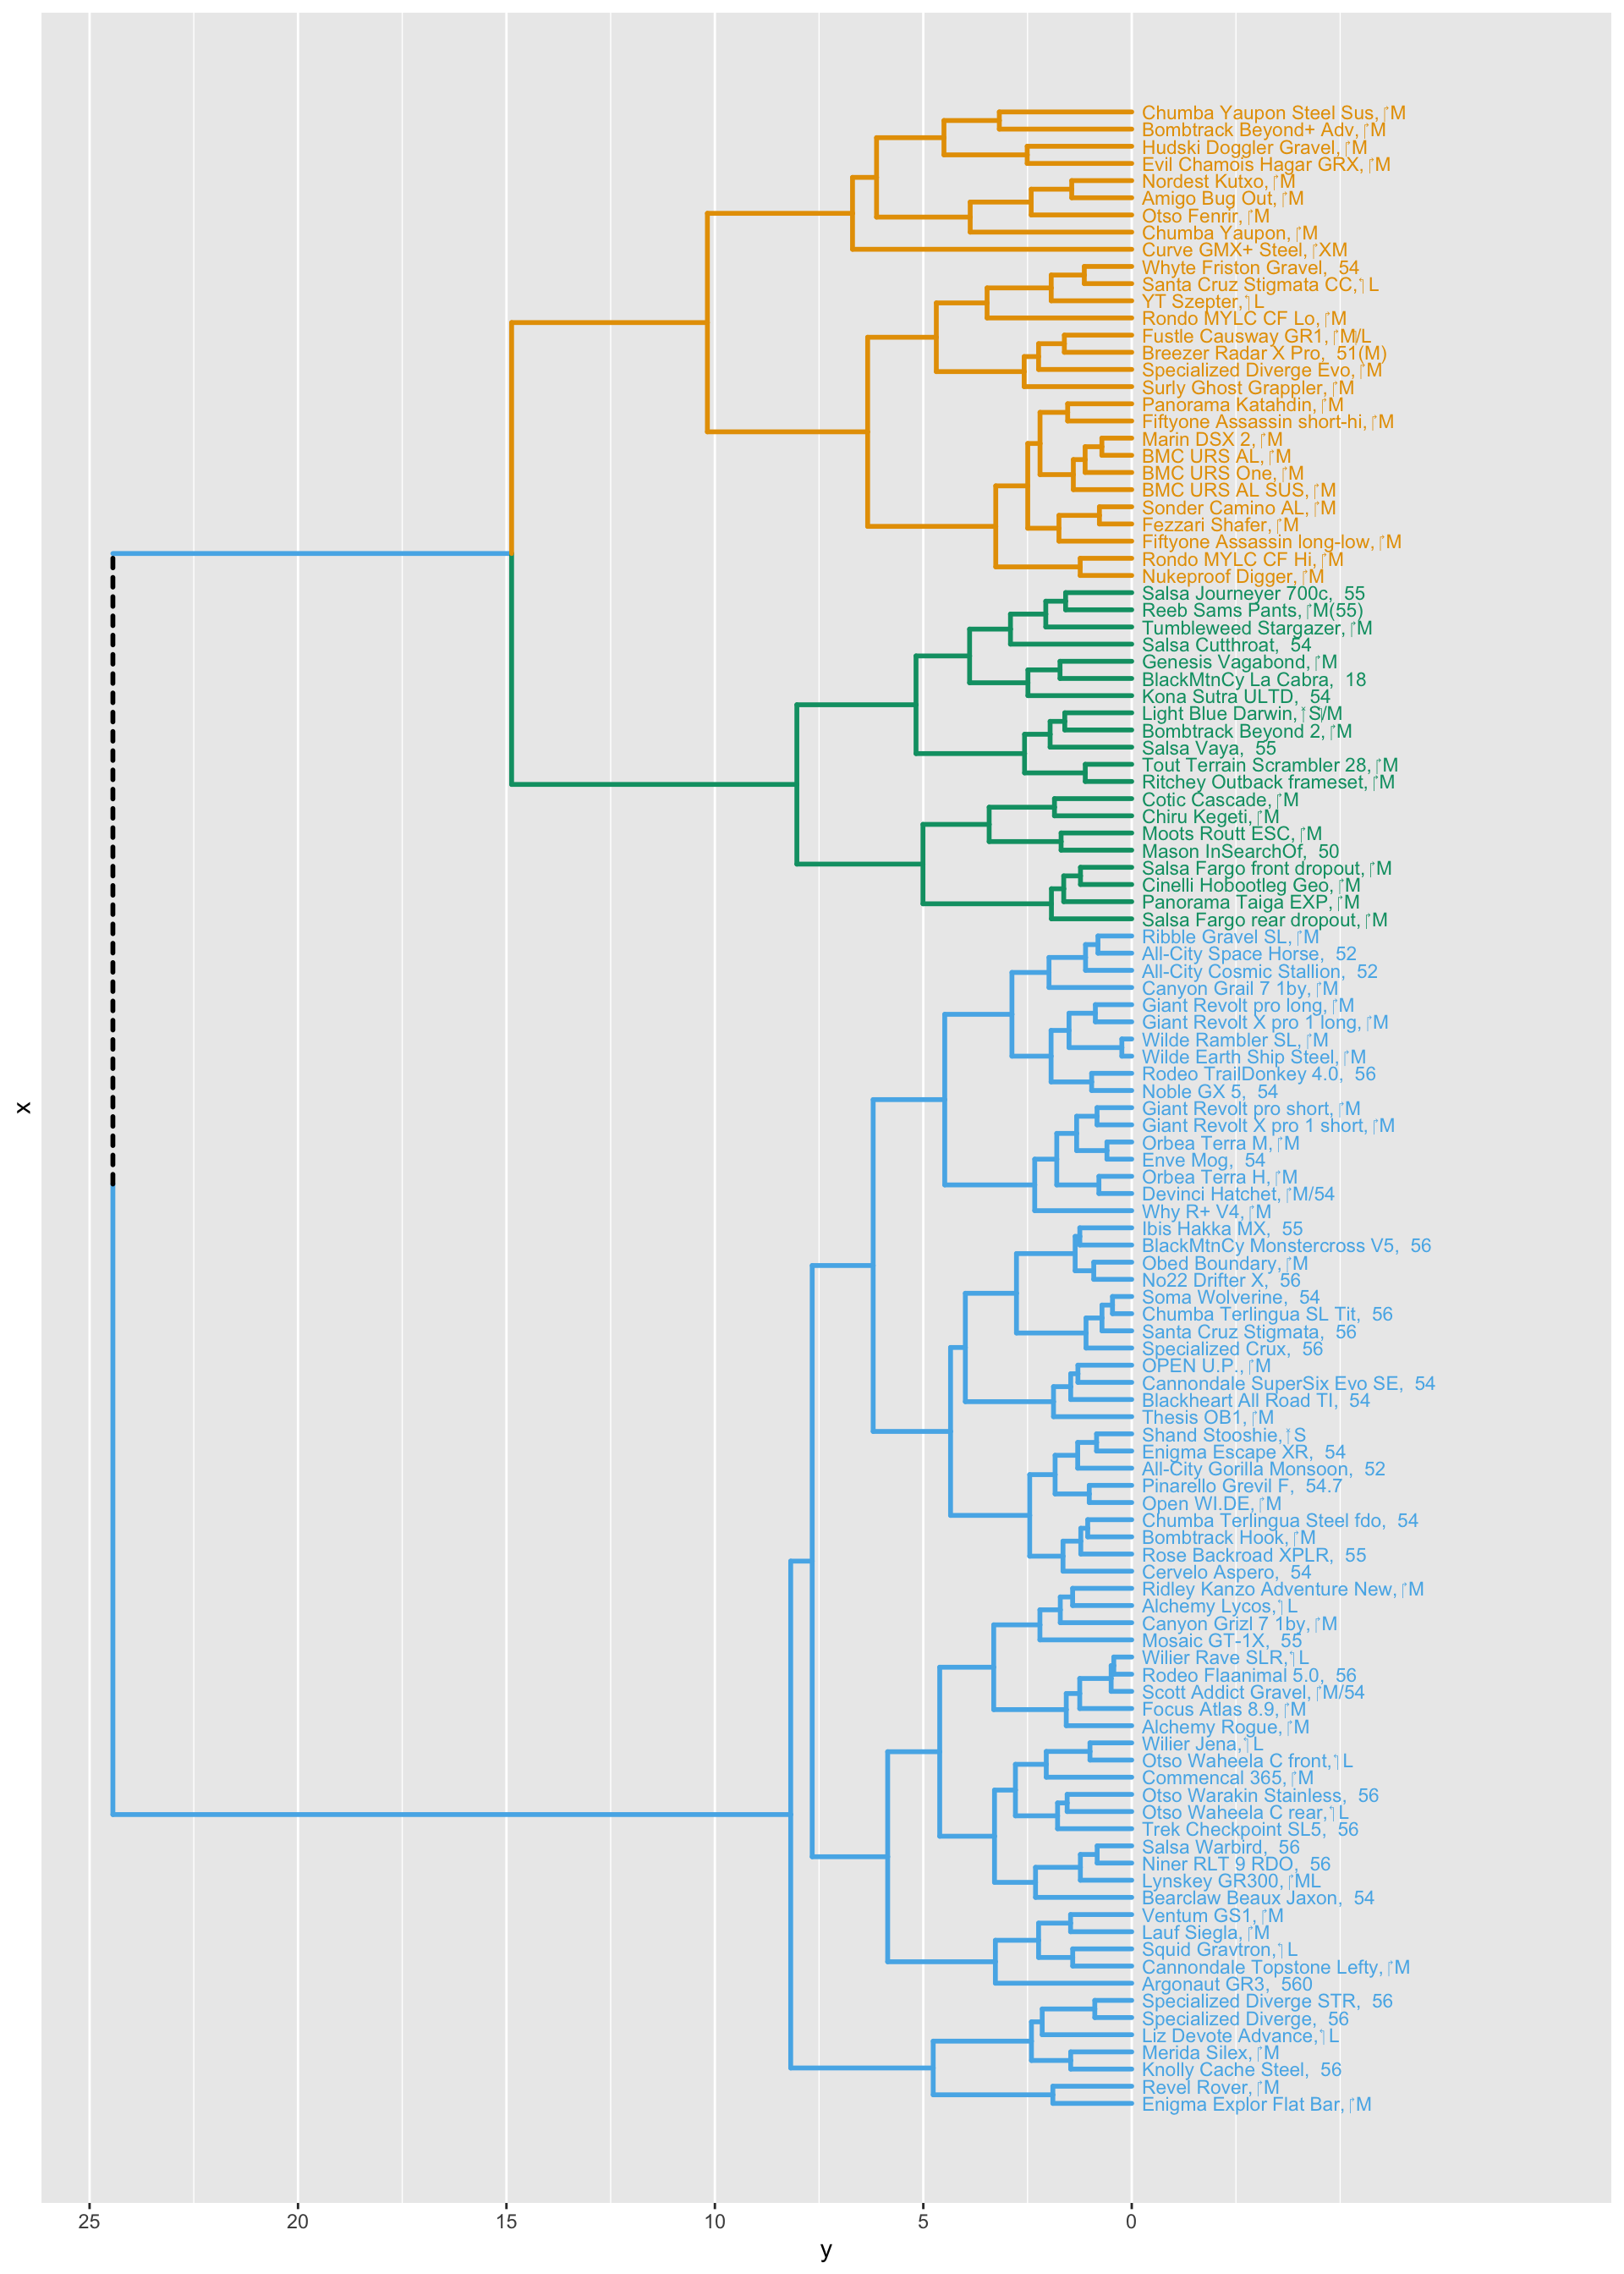 Chumba Yaupon Steel Sus, ↾M
Bombtrack Beyond+ Adv, ↾M
Hudski Doggler Gravel, ↾M
Evil Chamois Hagar GRX, ↾M
Nordest Kutxo, ↾M
Amigo Bug Out, ↾M
Otso Fenrir, ↾M
Chumba Yaupon, ↾M
Curve GMX+ Steel, ↾XM
Whyte Friston Gravel, 54
Santa Cruz Stigmata CC, ↿L
YT Szepter, ↿L
Rondo MYLC CF Lo, ↾M
Fustle Causway GR1, ↾M/L
Breezer Radar X Pro, 51(M)
Specialized Diverge Evo, ↾M
Surly Ghost Grappler, ↾M
Panorama Katahdin, ↾M
Fiftyone Assassin short-hi, ↾M
Marin DSX 2, ↾M
BMC URS AL, ↾M
BMC URS One, ↾M
BMC URS AL SUS, ↾M
Sonder Camino AL, ↾M
Fezzari Shafer, ↾M
Fiftyone Assassin long-low, ↾M
Rondo MYLC CF Hi, ↾M
Nukeproof Digger, ↾M
Salsa Journeyer 700c, 55
Reeb Sams Pants, ↾M(55)
Tumbleweed Stargazer, ↾M
Salsa Cutthroat, 54
Genesis Vagabond, ↾M
BlackMtnCy La Cabra, 18
Kona Sutra ULTD, 54
Light Blue Darwin, S/M
Bombtrack Beyond 2, ↾M
Salsa Vaya, 55
Tout Terrain Scrambler 28, ↾M
Ritchey Outback frameset, ↾M
Cotic Cascade, ↾M
Chiru Kegeti, ↾M
Moots Routt ESC, ↾M
Mason InSearchOf, 50
Salsa Fargo front dropout, ↾M
Cinelli Hobootleg Geo, ↾M
Panorama Taiga EXP, ↾M
Salsa Fargo rear dropout, ↾M
Ribble Gravel SL, ↾M
All-City Space Horse, 52
All-City Cosmic Stallion, 52
Canyon Grail 7 1by, ↾M
Giant Revolt pro long, ↾M
Giant Revolt X pro 1 long, ↾M
Wilde Rambler SL, ↾M
Wilde Earth Ship Steel, ↾M
Rodeo TrailDonkey 4.0, 56
Noble GX 5, 54
Giant Revolt pro short, ↾M
Giant Revolt X pro 1 short, ↾M
Orbea Terra M, ↾M
Enve Mog, 54
Orbea Terra H, ↾M
Devinci Hatchet, ↾M/54
Why R+ V4, ↾M
Ibis Hakka MX, 55
BlackMtnCy Monstercross V5, 56
Obed Boundary, ↾M
No22 Drifter X, 56
Soma Wolverine, 54
Chumba Terlingua SL Tit, 56
Santa Cruz Stigmata, 56
Specialized Crux, 56
OPEN U.P., ↾M
Cannondale SuperSix Evo SE, 54
Blackheart All Road TI, 54
Thesis OB1, ↾M
Shand Stooshie, S
Enigma Escape XR, 54
All-City Gorilla Monsoon, 52
Pinarello Grevil F, 54.7
Open WI.DE, ↾M
Chumba Terlingua Steel fdo, 54
Bombtrack Hook, ↾M
Rose Backroad XPLR, 55
Cervelo Aspero, 54
Ridley Kanzo Adventure New, ↾M
Alchemy Lycos, ↿L
Canyon Grizl 7 1by, ↾M
Mosaic GT-1X, 55
Wilier Rave SLR, ↿L
Rodeo Flaanimal 5.0, 56
Scott Addict Gravel, ↾M/54
Focus Atlas 8.9, ↾M
Alchemy Rogue, ↾M
Wilier Jena, ↿L
Otso Waheela C front, ↿L
Commencal 365, ↾M
Otso Warakin Stainless, 56
Otso Waheela C rear, ↿L
Trek Checkpoint SL5, 56
Salsa Warbird, 56
Niner RLT 9 RDO, 56
Lynskey GR300, ↾ML
Bearclaw Beaux Jaxon, 54
Ventum GS1, ↾M
Lauf Siegla, ↾M
Squid Gravtron, ↿L
Cannondale Topstone Lefty, ↾M
Argonaut GR3, 560
Specialized Diverge STR, 56
Specialized Diverge, 56
Liz Devote Advance, ↿L
Merida Silex, ↾M
Knolly Cache Steel, 56
Revel Rover, ↾M
Enigma Explor Flat Bar, ↾M
x
25 20 15 10 5 0
y